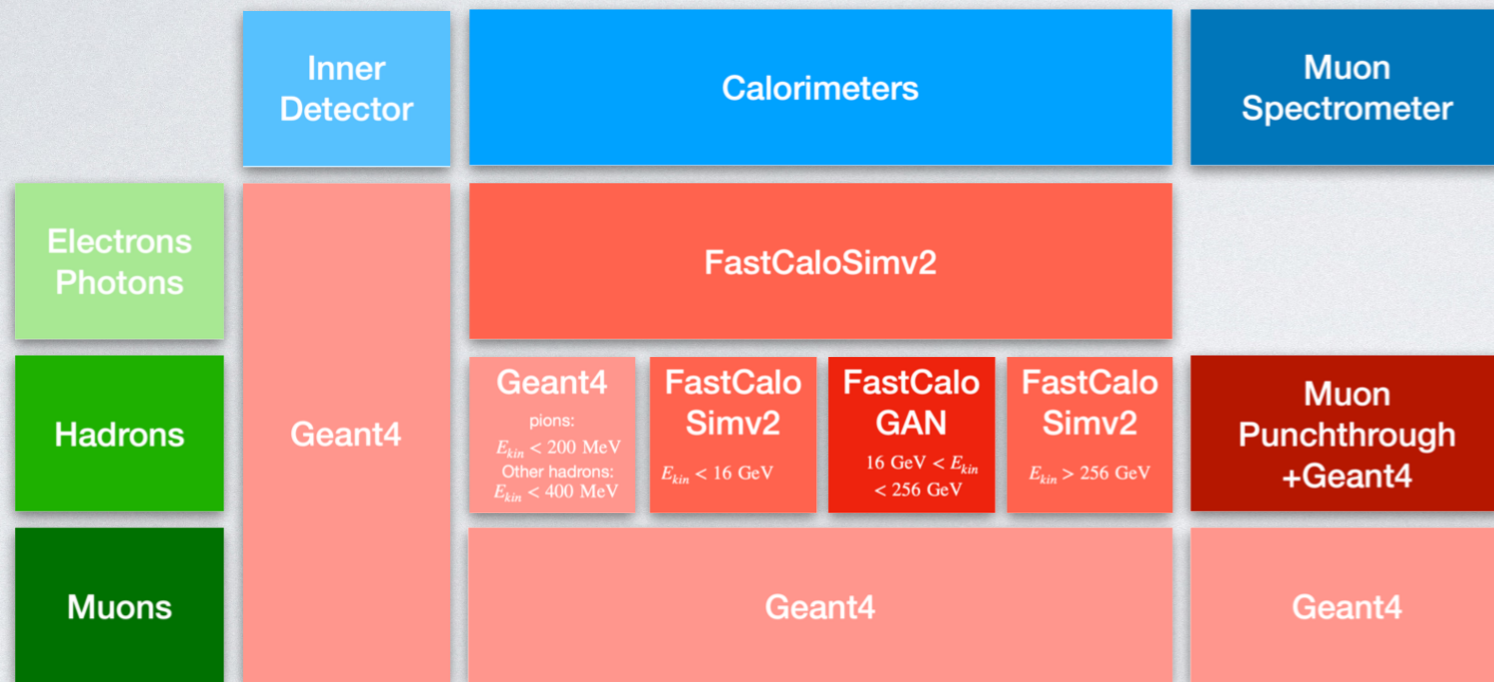 Inner
Detector
Calorimeters
Muon
Spectrometer
Electrons
Photons
FastCaloSimv2
Hadrons
Geant4
Geant4
pions:
E_kin < 200 MeV
Other hadrons:
E_kin < 400 MeV
FastCalo
Simv2
E_kin < 16 GeV
FastCalo
GAN
16 GeV < E_kin
< 256 GeV
FastCalo
Simv2
E_kin > 256 GeV
Muon
Punchthrough
+Geant4
Muons
Geant4
Geant4